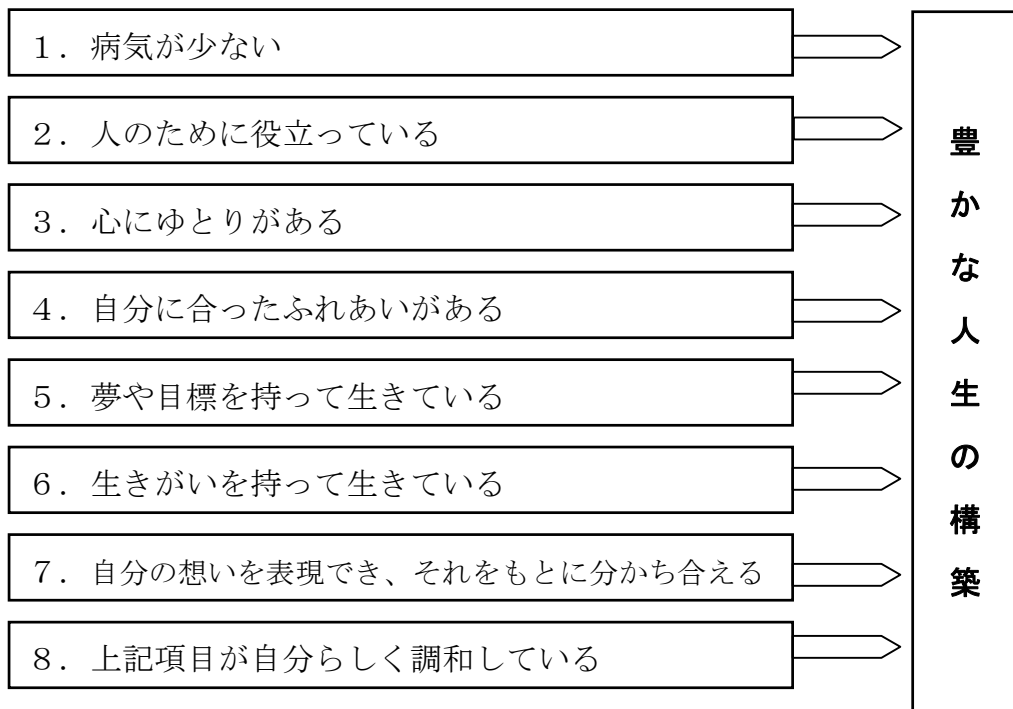 １．病気が少ない
２．人のために役立っている
３．心にゆとりがある
４．自分に合ったふれあいがある
５．夢や目標を持って生きている
６．生きがいを持って生きている
７．自分の想いを表現でき、それをもとに分かち合える
８．上記項目が自分らしく調和している
豊かな人生の構築